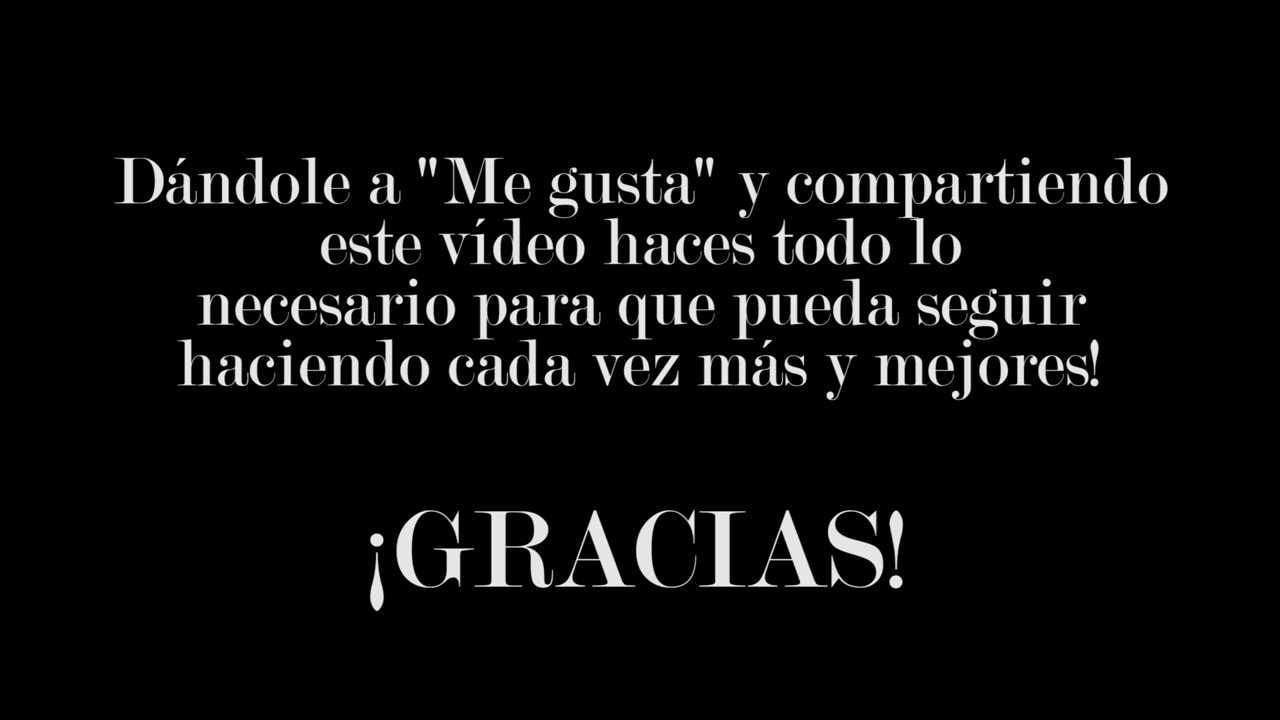 Dándole a "Me gusta" y compartiendo
este vídeo haces todo lo
necesario para que pueda seguir
haciendo cada vez más y mejores!
¡GRACIAS!